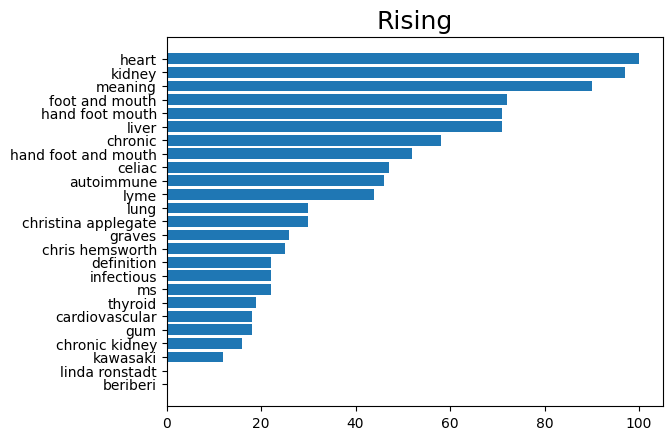 Rising
heart
kidney
meaning
foot and mouth
hand foot mouth
liver
chronic
hand foot and mouth
celiac
autoimmune
lyme
lung
christina applegate
graves
chris hemsworth
definition
infectious
ms
thyroid
cardiovascular
gum
chronic kidney
kawasaki
linda ronstadt
beriberi
0 20 40 60 80 100